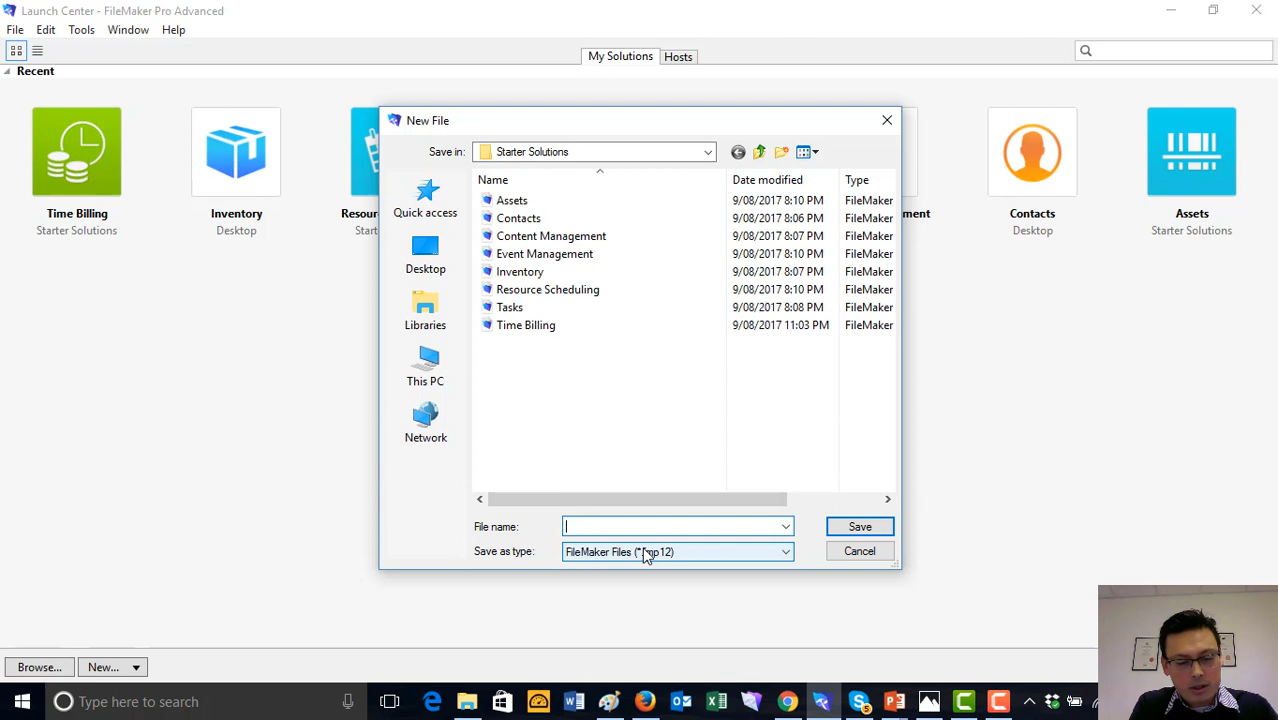 Launch Center - FileMaker Pro Advanced
File Edit Tools Window Help
My Solutions Hosts
Recent
Time Billing
Starter Solutions
Inventory
Desktop
Resour
Start
ment
Contacts
Desktop
Assets
Starter Solutions
New File
Save in: Starter Solutions
Quick access
Desktop
Libraries
This PC
Network
Name Date modified Type
Assets 9/08/2017 8:10 PM FileMaker
Contacts 9/08/2017 8:06 PM FileMaker
Content Management 9/08/2017 8:07 PM FileMaker
Event Management 9/08/2017 8:10 PM FileMaker
Inventory 9/08/2017 8:07 PM FileMaker
Resource Scheduling 9/08/2017 8:10 PM FileMaker
Tasks 9/08/2017 8:08 PM FileMaker
Time Billing 9/08/2017 11:03 PM FileMaker
File name: Save
Save as type: FileMaker Files (*.fmp12) Cancel
Browse... New...
Type here to search